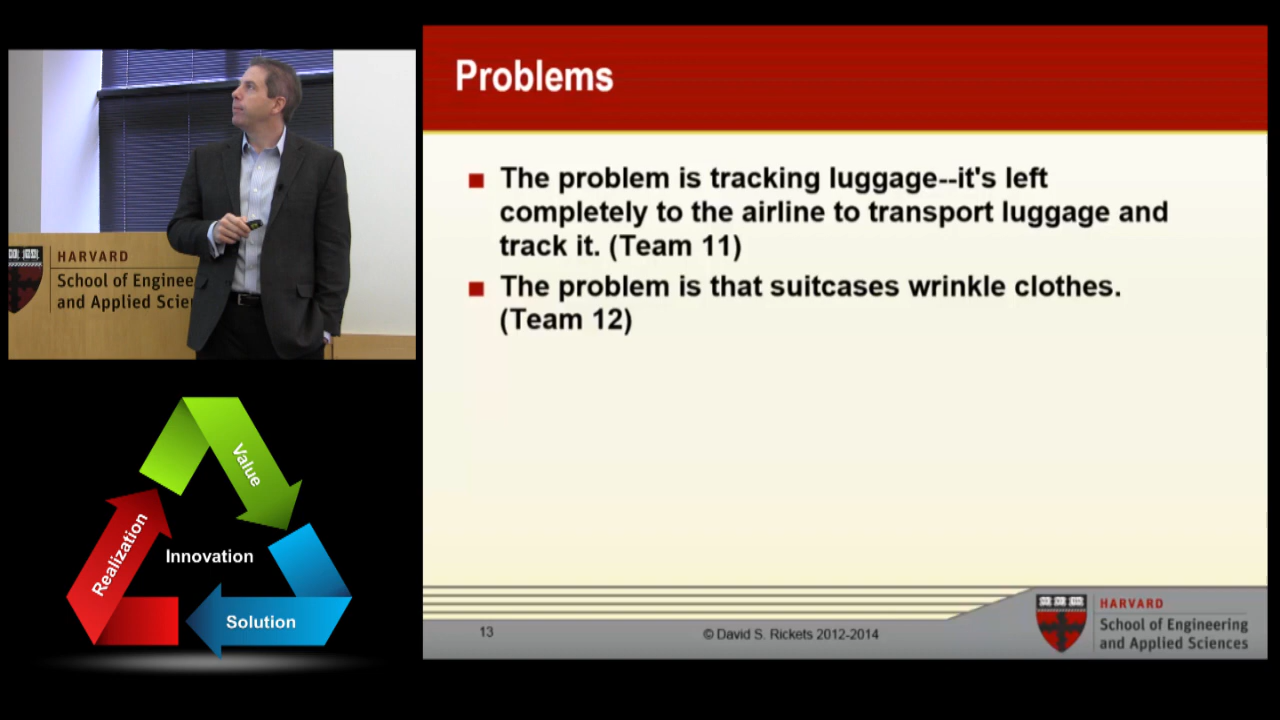 HARVARD
School of Enginee
and Applied Scie
Value
Realization
Innovation
Solution
Problems
The problem is tracking luggage--it's left
completely to the airline to transport luggage and
track it. (Team 11)
The problem is that suitcases wrinkle clothes.
(Team 12)
13
© David S. Rickets 2012-2014
HARVARD
School of Engineering
and Applied Sciences